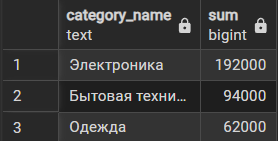 category_name sum
text bigint
1 Электроника 192000
2 Бытовая техни... 94000
3 Одежда 62000